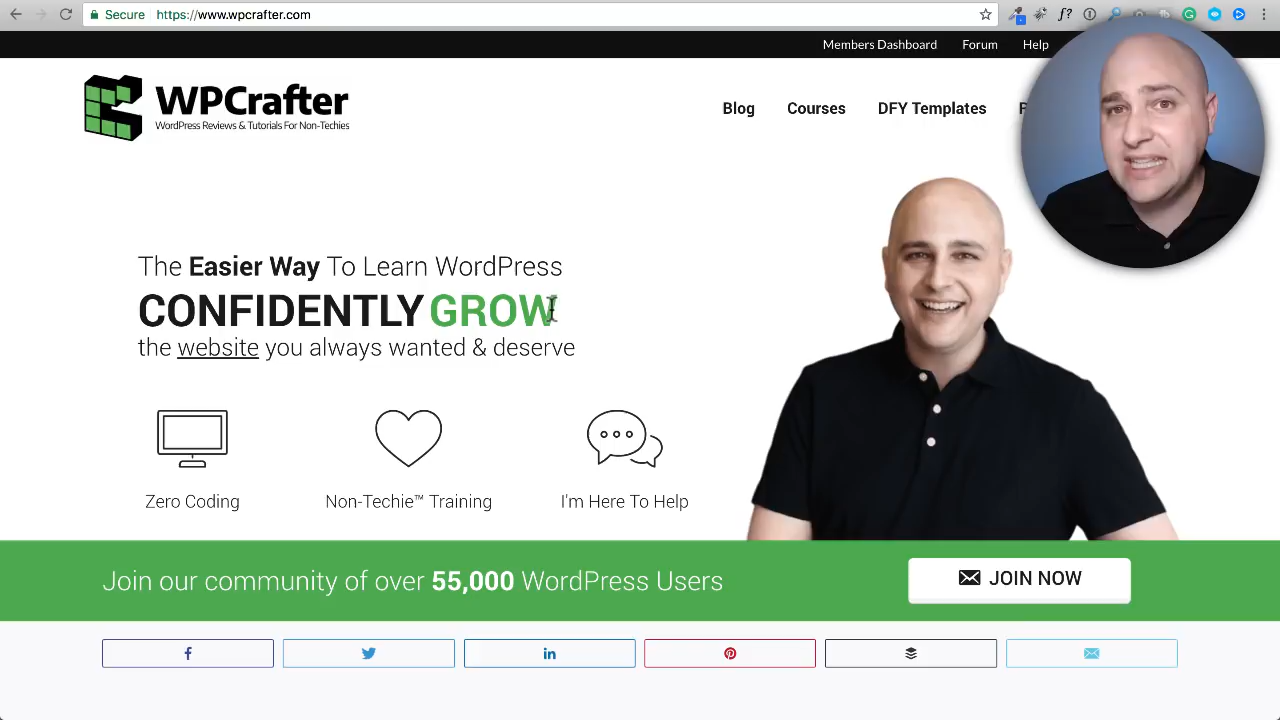 Secure https://www.wpcrafter.com
Members Dashboard Forum Help
WPCrafter
WordPress Reviews & Tutorials For Non-Techies
Blog Courses DFY Templates
The Easier Way To Learn WordPress
CONFIDENTLY GROW
the website you always wanted & deserve
Zero Coding Non-Techie™ Training I'm Here To Help
Join our community of over 55,000 WordPress Users
JOIN NOW